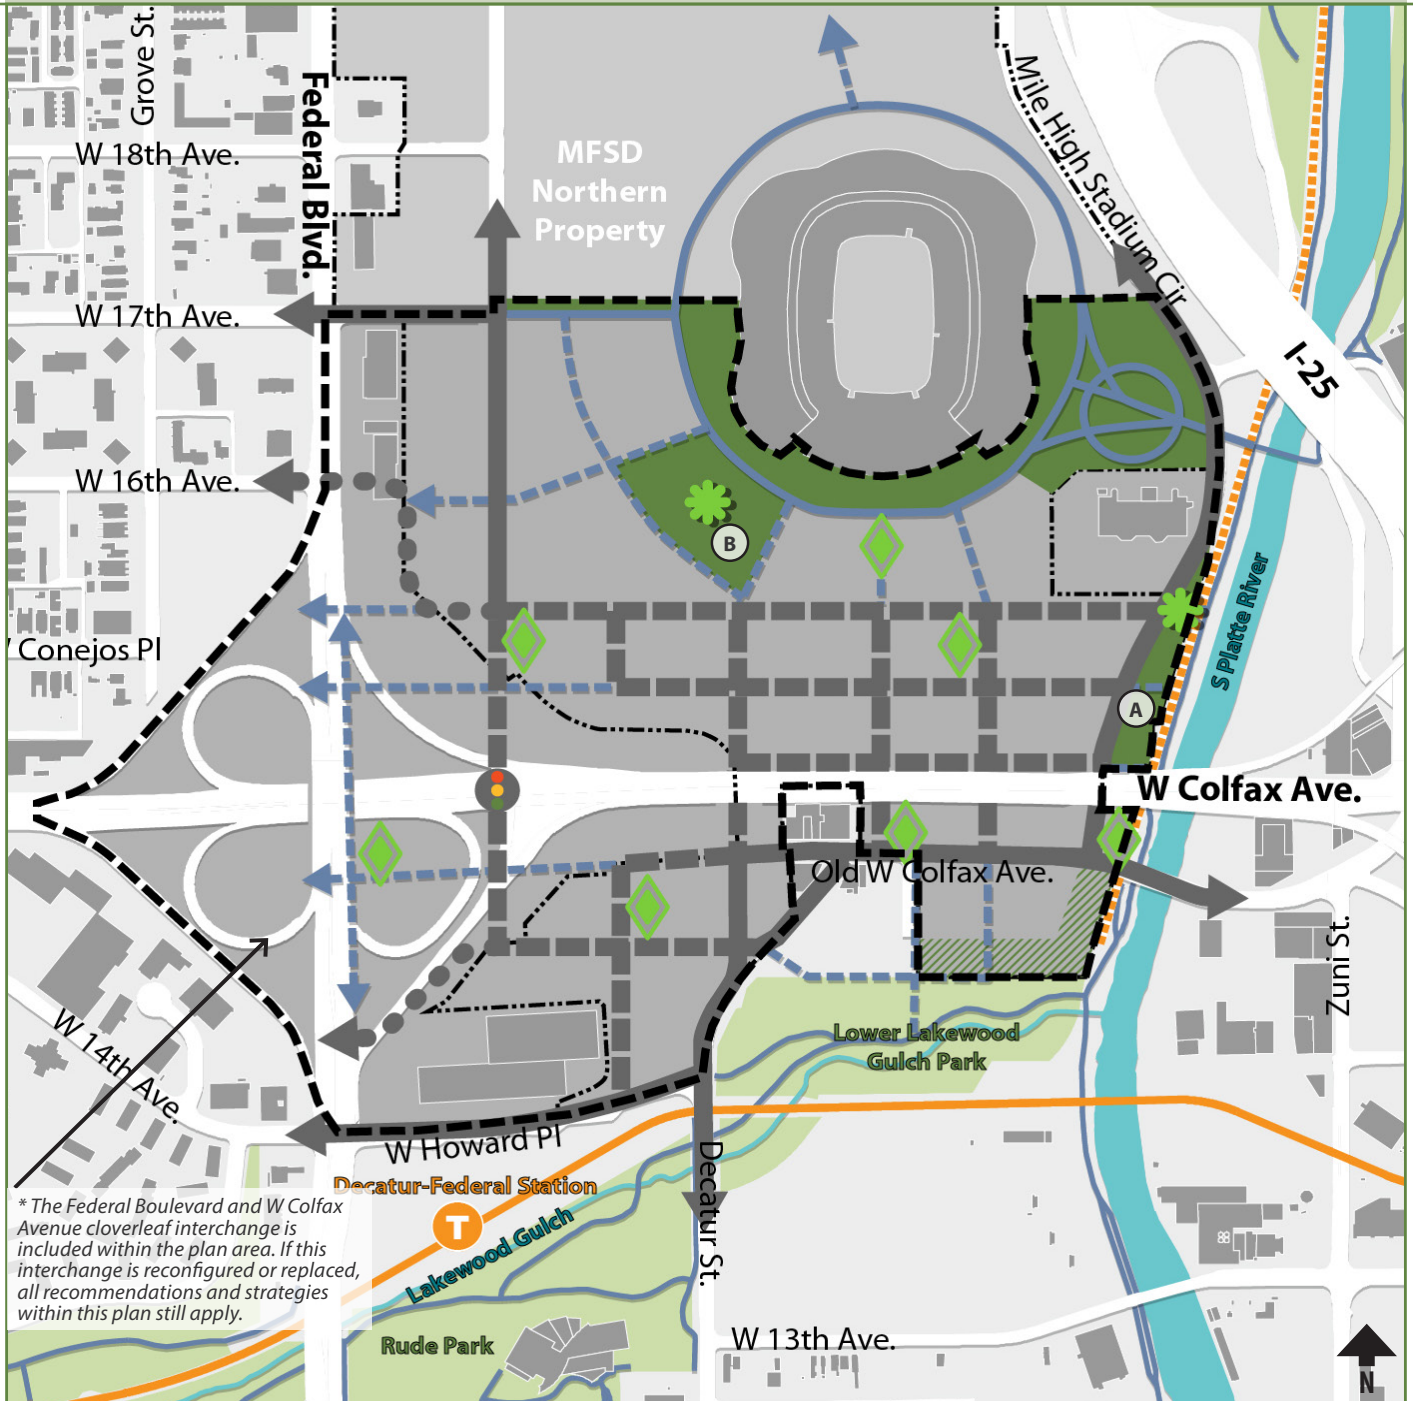 Grove St.
Federal Blvd.
W 18th Ave.
MFSD
Northern
Property
Mile High Stadium Cir
W 17th Ave.
I-25
W 16th Ave.
B
S Platte River
Conejos Pl
A
W Colfax Ave.
Old W Colfax Ave.
Zuni St.
W 14th Ave.
Lower Lakewood
Gulch Park
W Howard Pl
Decatur St.
Decatur-Federal Station
T
Lakewood Gulch
* The Federal Boulevard and W Colfax
Avenue cloverleaf interchange is
included within the plan area. If this
interchange is reconfigured or replaced,
all recommendations and strategies
within this plan still apply.
Rude Park
W 13th Ave.
N